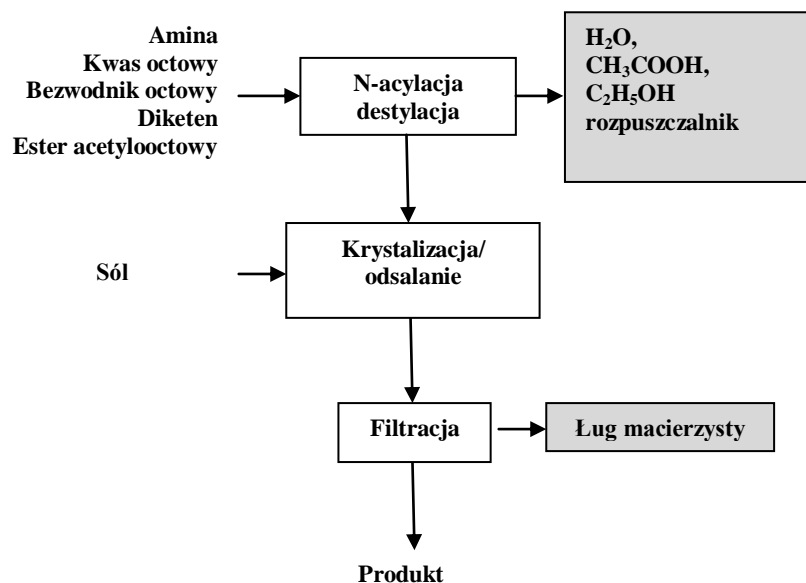 Amina
Kwas octowy
Bezwodnik octowy
Diketen
Ester acetylooctowy
N-acylacja
destylacja
H₂O,
CH₃COOH,
C₂H₅OH
rozpuszczalnik
Sól
Krystalizacja/
odsalanie
Filtracja
Ług macierzysty
Produkt